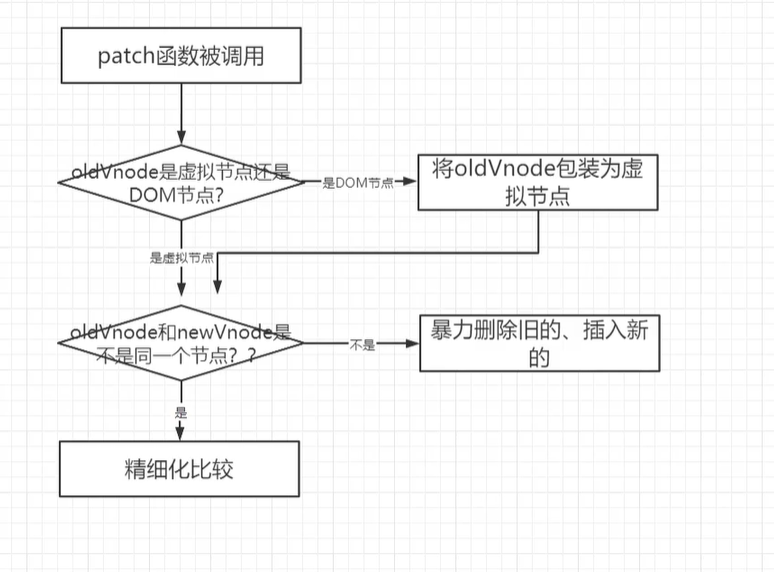 patch函数被调用
oldVnode是虚拟节点还是
DOM节点?
是DOM节点
将oldVnode包装为虚
拟节点
是虚拟节点
oldVnode和newVnode是
不是同一个节点? ?
不是
暴力删除旧的、插入新
的
是
精细化比较